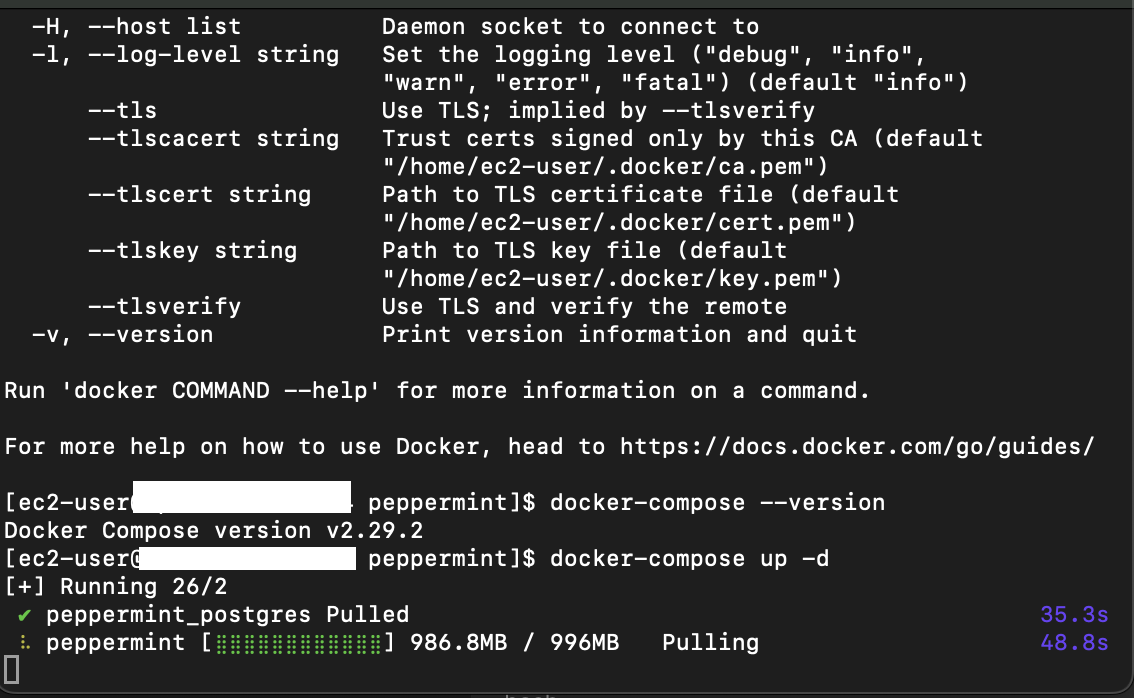 -H, --host list Daemon socket to connect to
-l, --log-level string Set the logging level ("debug", "info",
"warn", "error", "fatal") (default "info")
--tls Use TLS; implied by --tlsverify
--tlscacert string Trust certs signed only by this CA (default
"/home/ec2-user/.docker/ca.pem")
--tlscert string Path to TLS certificate file (default
"/home/ec2-user/.docker/cert.pem")
--tlskey string Path to TLS key file (default
"/home/ec2-user/.docker/key.pem")
--tlsverify Use TLS and verify the remote
-v, --version Print version information and quit
Run 'docker COMMAND --help' for more information on a command.
For more help on how to use Docker, head to https://docs.docker.com/go/guides/
[ec2-user peppermint]$ docker-compose --version
Docker Compose version v2.29.2
[ec2-user@ peppermint]$ docker-compose up -d
[+] Running 26/2
✔ peppermint_postgres Pulled 35.3s
⠧ peppermint [⣿⣿⣿⣿⣿⣿⣿⣿⣿⣿⣿⣿] 986.8MB / 996MB Pulling 48.8s